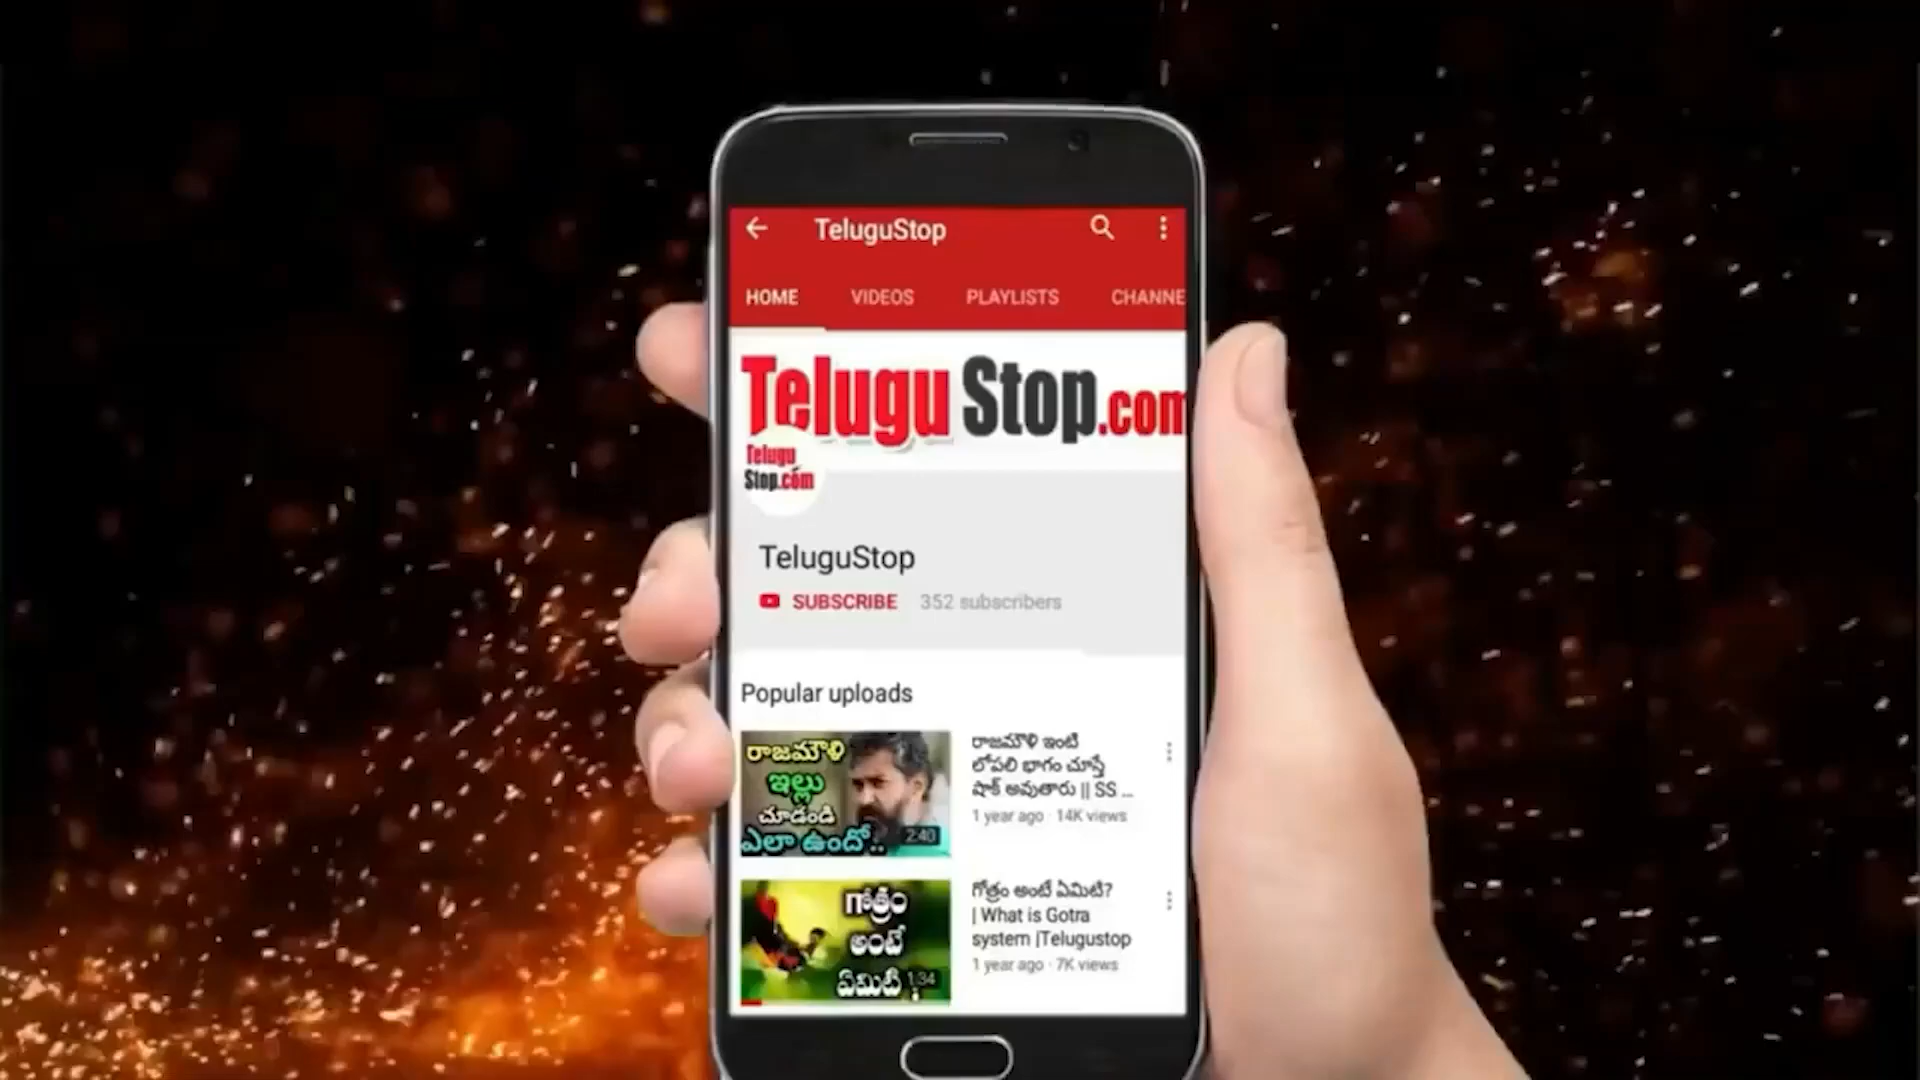 TeluguStop
HOME VIDEOS PLAYLISTS CHANNE
Telugu Stop.com
Telugu
Stop.com
TeluguStop
SUBSCRIBE 352 subscribers
Popular uploads
రాజమౌళి
ఇల్లు
చూడండి
ఎలా ఉందో..
2:40
రాజమౌళి ఇంటి
లోపలి భాగం చూస్తే
షాక్ అవుతారు || SS ...
1 year ago · 14K views
గోత్రం
అంటే
ఏమిటి
1:34
గోత్రం అంటే ఏమిటి?
| What is Gotra
system |Telugustop
1 year ago · 7K views